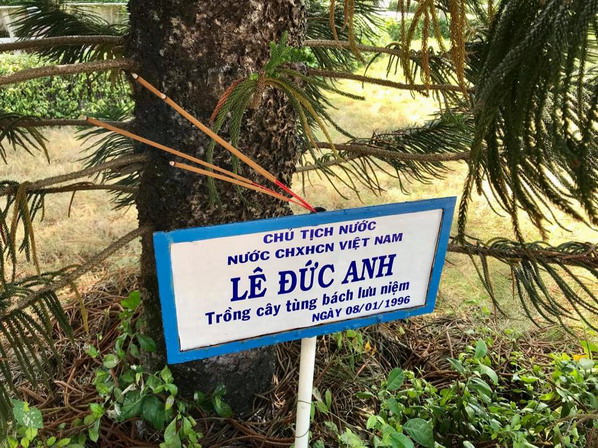 CHỦ TỊCH NƯỚC
NƯỚC CHXHCN VIỆT NAM
LÊ ĐỨC ANH
Trồng cây tùng bách lưu niệm
NGÀY 08/01/1996